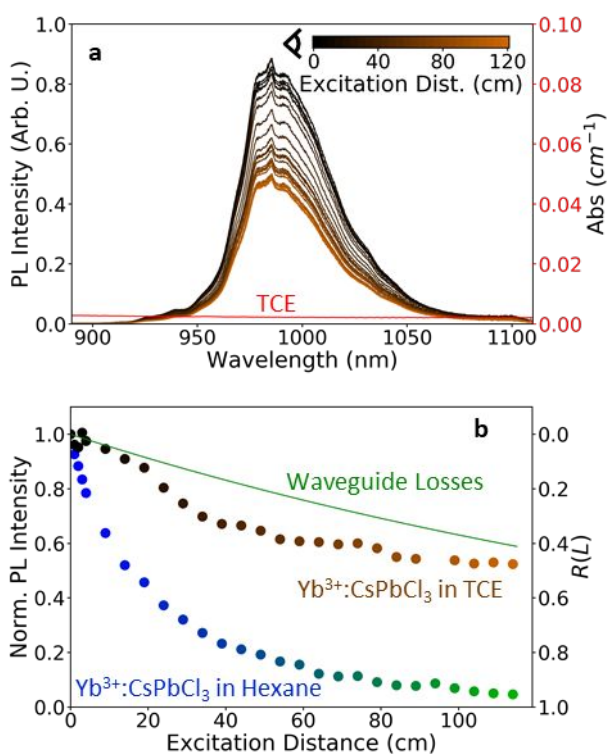 a
0 40 80 120
Excitation Dist. (cm)
1.0
0.8
0.6
0.4
0.2
0.0
PL Intensity (Arb. U.)
0.10
0.08
0.06
0.04
0.02
0.00
Abs (cm⁻¹)
TCE
900 950 1000 1050 1100
Wavelength (nm)
b
1.0
0.8
0.6
0.4
0.2
0.0
Norm. PL Intensity
0.0
0.2
0.4
0.6
0.8
1.0
R(L)
Waveguide Losses
Yb³⁺:CsPbCl₃ in TCE
Yb³⁺:CsPbCl₃ in Hexane
0 20 40 60 80 100
Excitation Distance (cm)